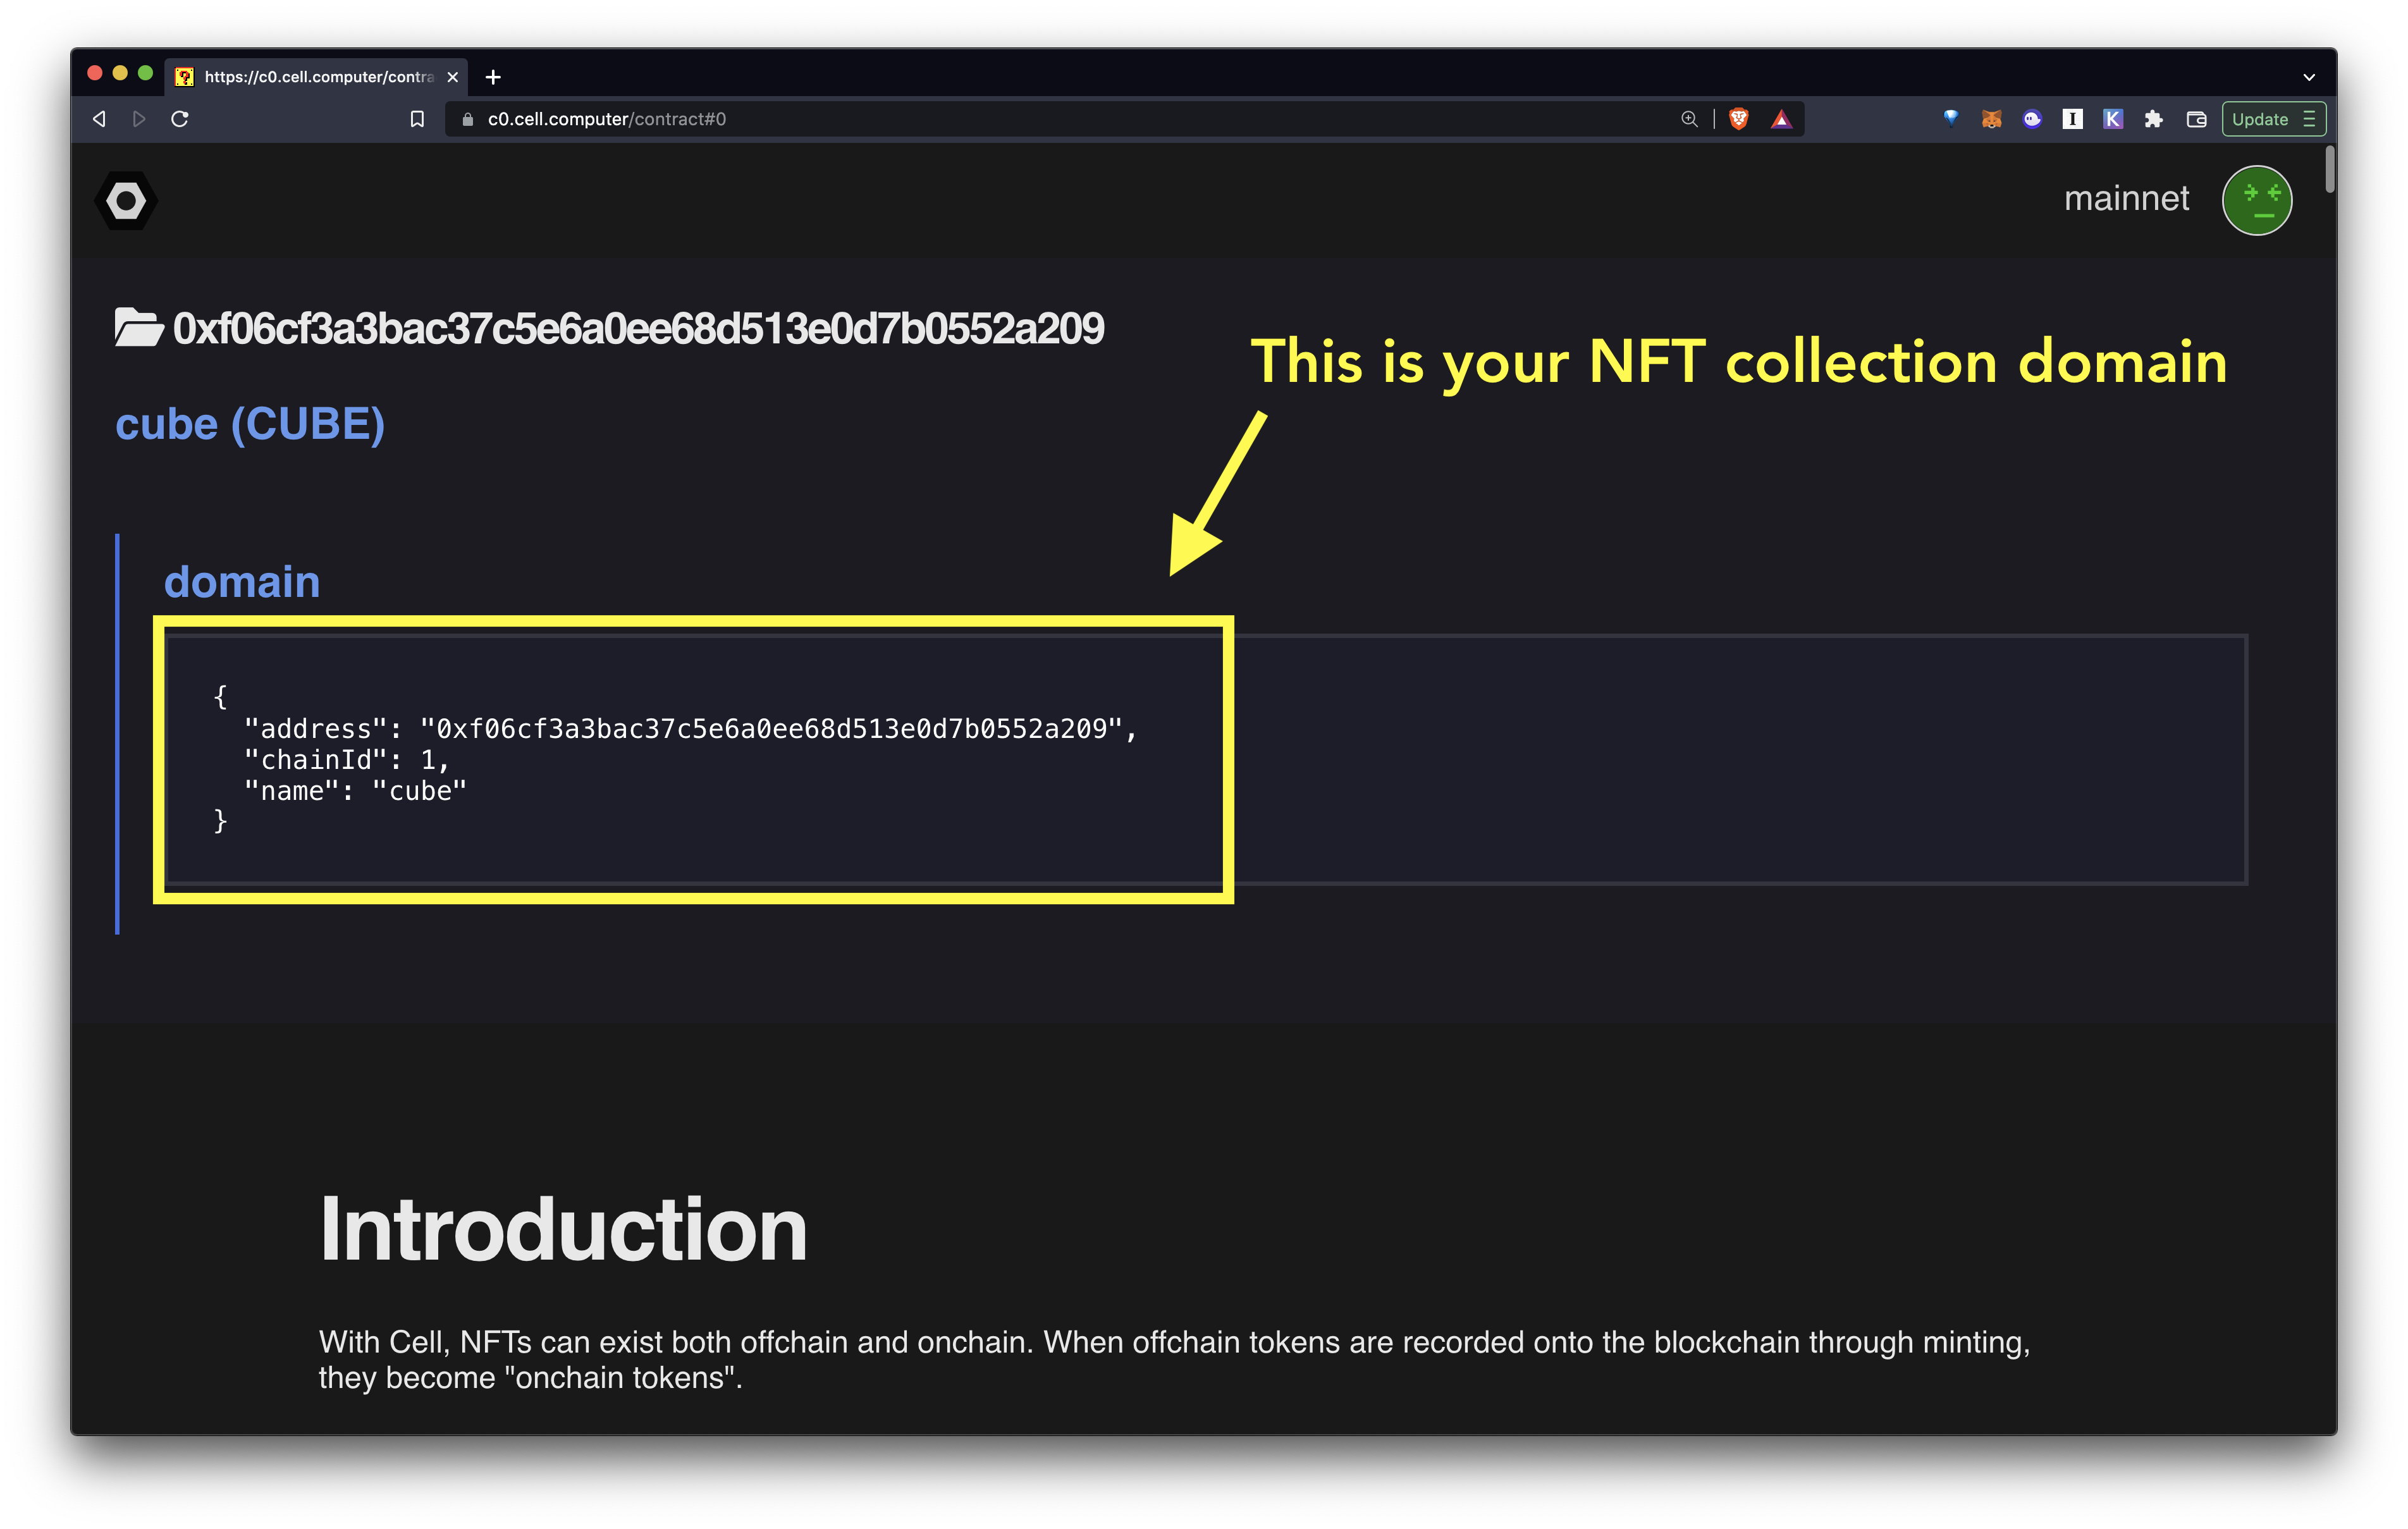 https://c0.cell.computer/contra
c0.cell.computer/contract#0
Update
mainnet
0xf06cf3a3bac37c5e6a0ee68d513e0d7b0552a209
This is your NFT collection domain
cube (CUBE)
domain
{
"address": "0xf06cf3a3bac37c5e6a0ee68d513e0d7b0552a209",
"chainId": 1,
"name": "cube"
}
Introduction
With Cell, NFTs can exist both offchain and onchain. When offchain tokens are recorded onto the blockchain through minting,
they become "onchain tokens".